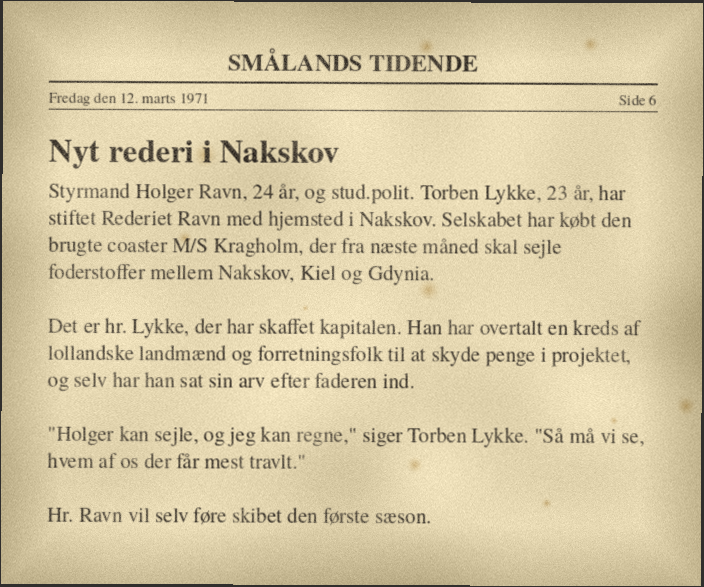 SMÅLANDS TIDENDE
Fredag den 12. marts 1971
Side 6
Nyt rederi i Nakskov
Styrmand Holger Ravn, 24 år, og stud.polit. Torben Lykke, 23 år, har
stiftet Rederiet Ravn med hjemsted i Nakskov. Selskabet har købt den
brugte coaster M/S Kragholm, der fra næste måned skal sejle
foderstoffer mellem Nakskov, Kiel og Gdynia.
Det er hr. Lykke, der har skaffet kapitalen. Han har overtalt en kreds af
lollandske landmænd og forretningsfolk til at skyde penge i projektet,
og selv har han sat sin arv efter faderen ind.
"Holger kan sejle, og jeg kan regne," siger Torben Lykke. "Så må vi se,
hvem af os der får mest travlt."
Hr. Ravn vil selv føre skibet den første sæson.